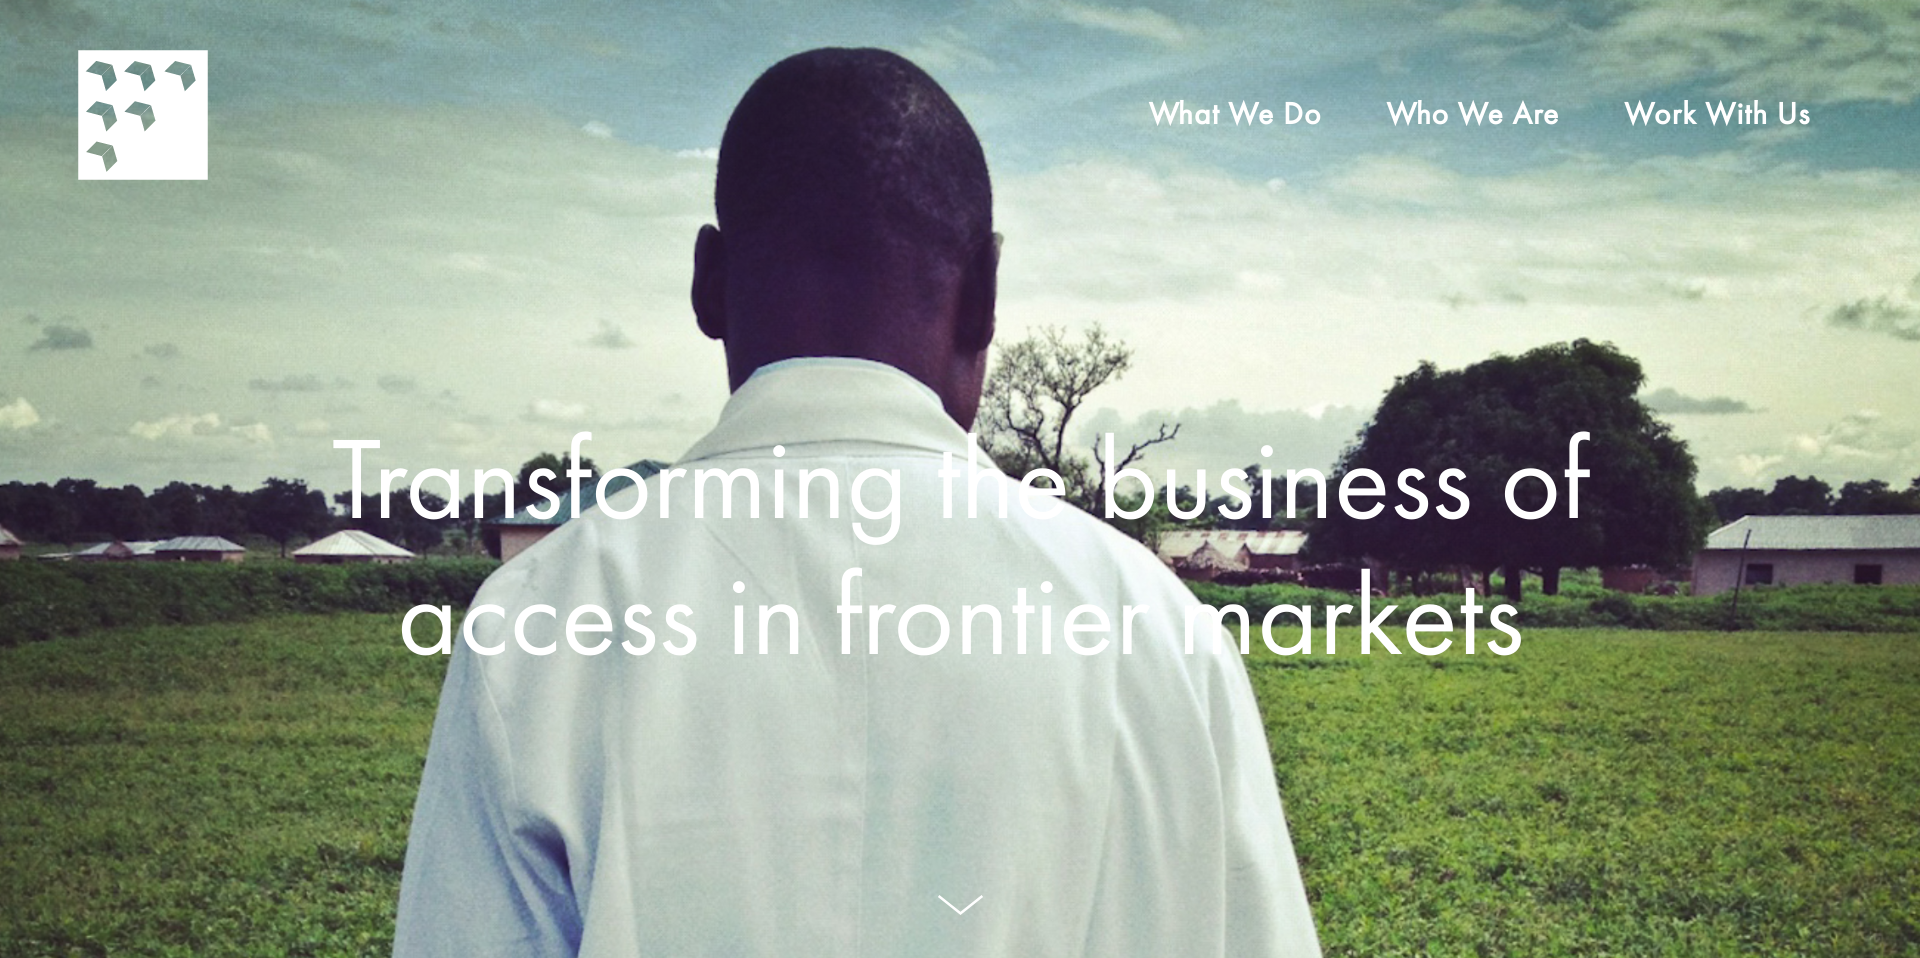 What We Do
Who We Are
Work With Us
Transforming the business of
access in frontier markets